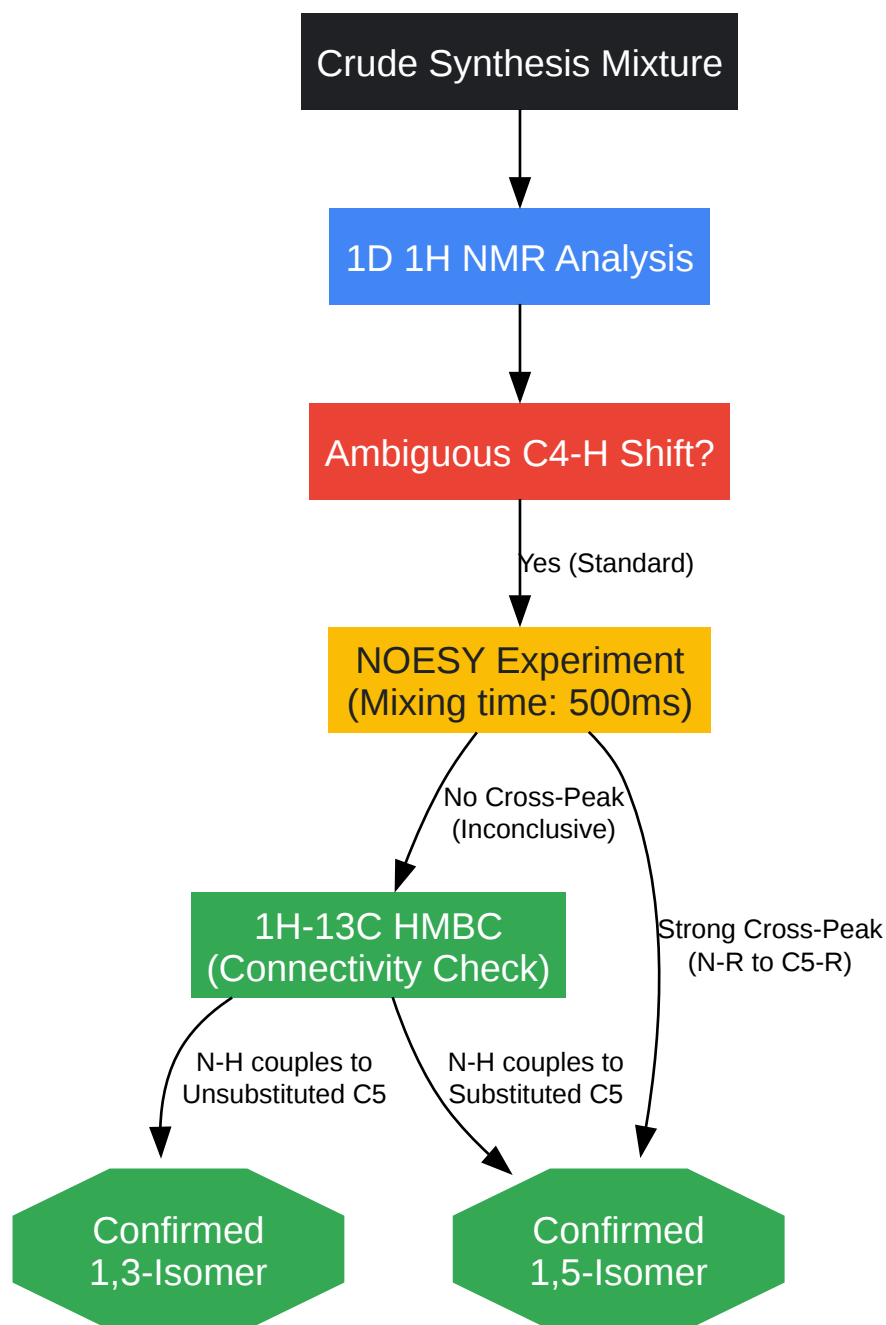 Crude Synthesis Mixture
1D 1H NMR Analysis
Ambiguous C4-H Shift?
Yes (Standard)
NOESY Experiment
(Mixing time: 500ms)
No Cross-Peak
(Inconclusive)
Strong Cross-Peak
(N-R to C5-R)
1H-13C HMBC
(Connectivity Check)
N-H couples to
Unsubstituted C5
N-H couples to
Substituted C5
Confirmed
1,3-Isomer
Confirmed
1,5-Isomer